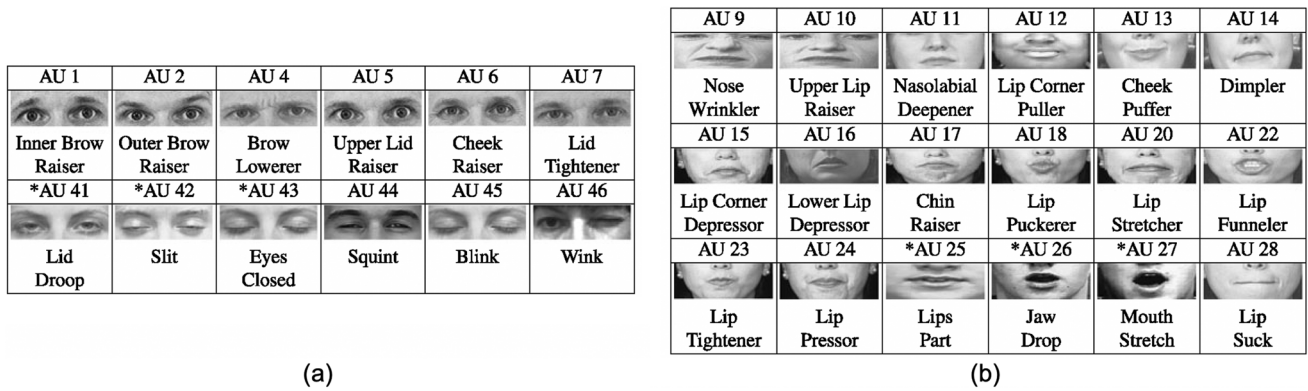 AU 1 AU 2 AU 4 AU 5 AU 6 AU 7
Inner Brow Outer Brow Brow Upper Lid Cheek Lid
Raiser Raiser Lowerer Raiser Raiser Tightener
*AU 41 *AU 42 *AU 43 AU 44 AU 45 AU 46
Lid Slit Eyes Squint Blink Wink
Droop Closed
(a)
AU 9 AU 10 AU 11 AU 12 AU 13 AU 14
Nose Upper Lip Nasolabial Lip Corner Cheek Dimpler
Wrinkler Raiser Deepener Puller Puffer
AU 15 AU 16 AU 17 AU 18 AU 20 AU 22
Lip Corner Lower Lip Chin Lip Lip Lip
Depressor Depressor Raiser Puckerer Stretcher Funneler
AU 23 AU 24 *AU 25 *AU 26 *AU 27 AU 28
Lip Lip Lips Jaw Mouth Lip
Tightener Pressor Part Drop Stretch Suck
(b)